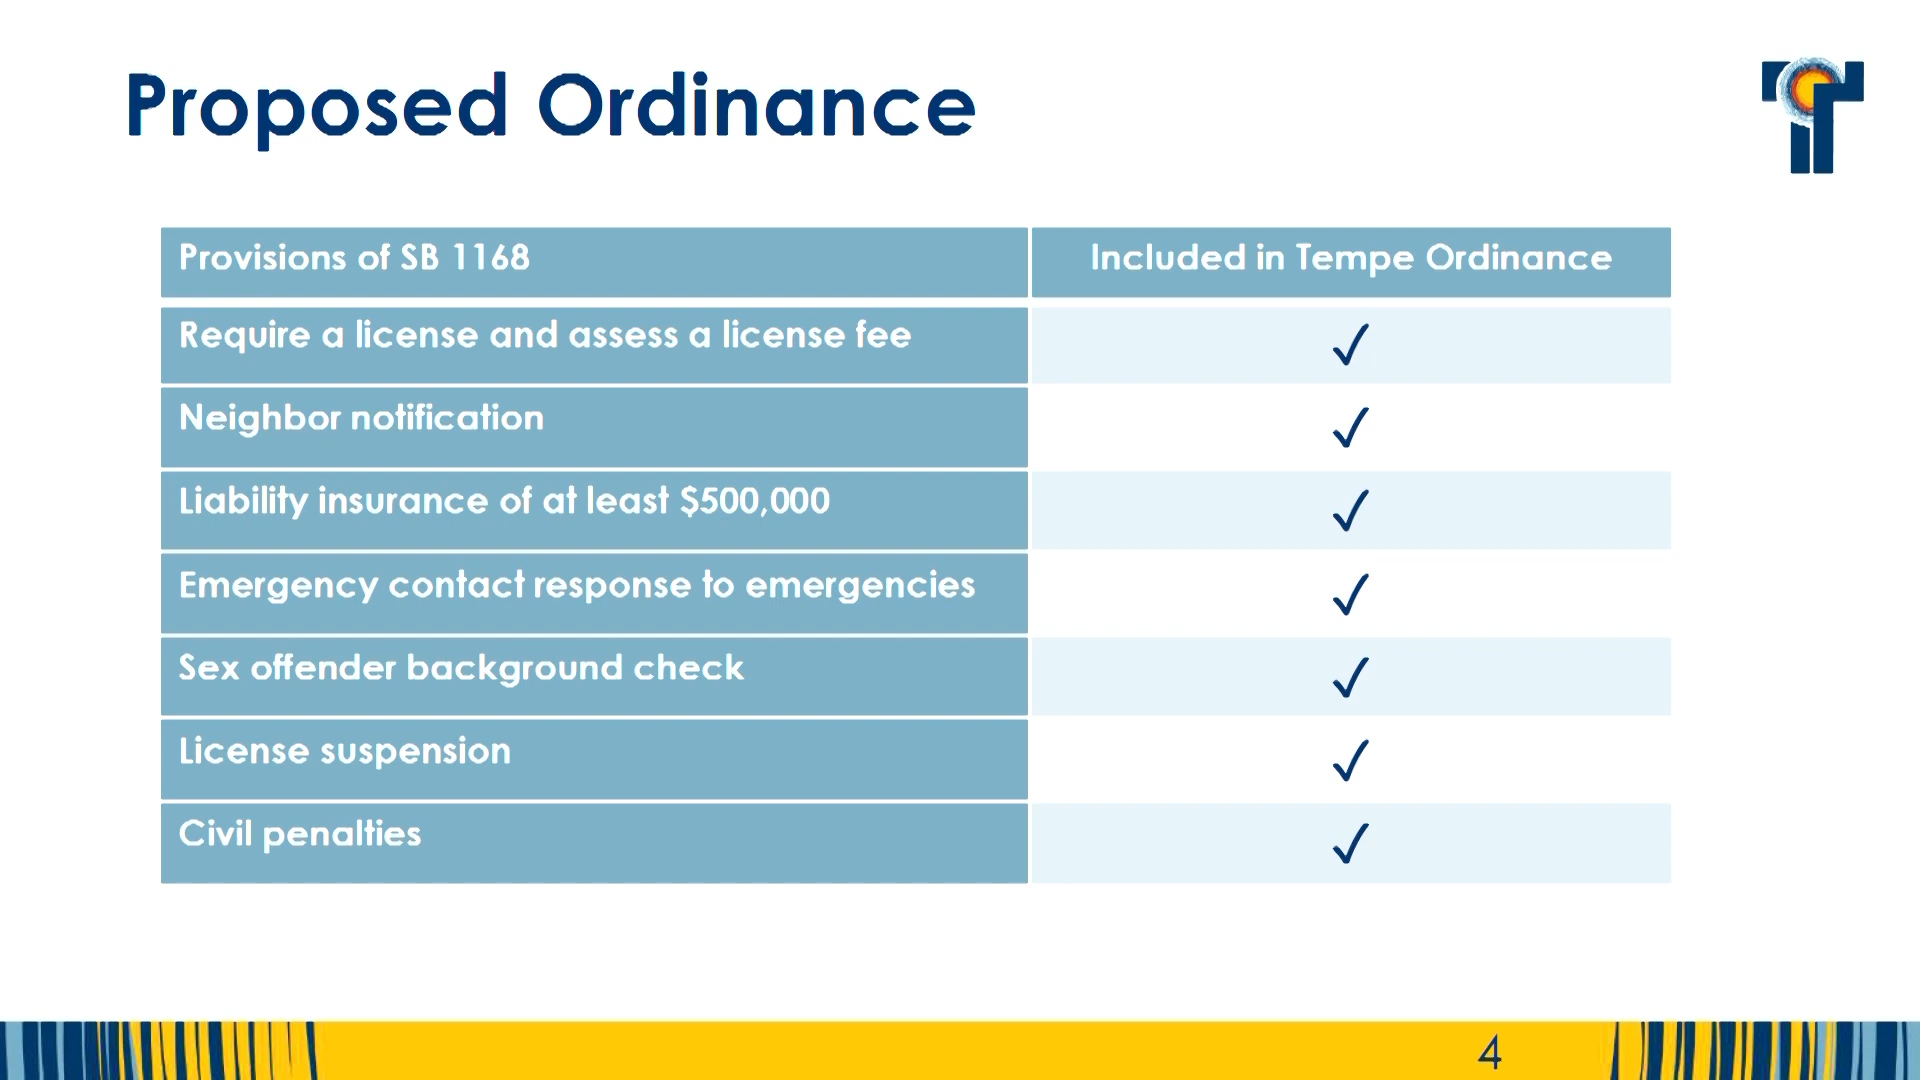 Proposed Ordinance
Provisions of SB 1168
Included in Tempe Ordinance
Require a license and assess a license fee
✓
Neighbor notification
✓
Liability insurance of at least $500,000
✓
Emergency contact response to emergencies
✓
Sex offender background check
✓
License suspension
✓
Civil penalties
✓
4